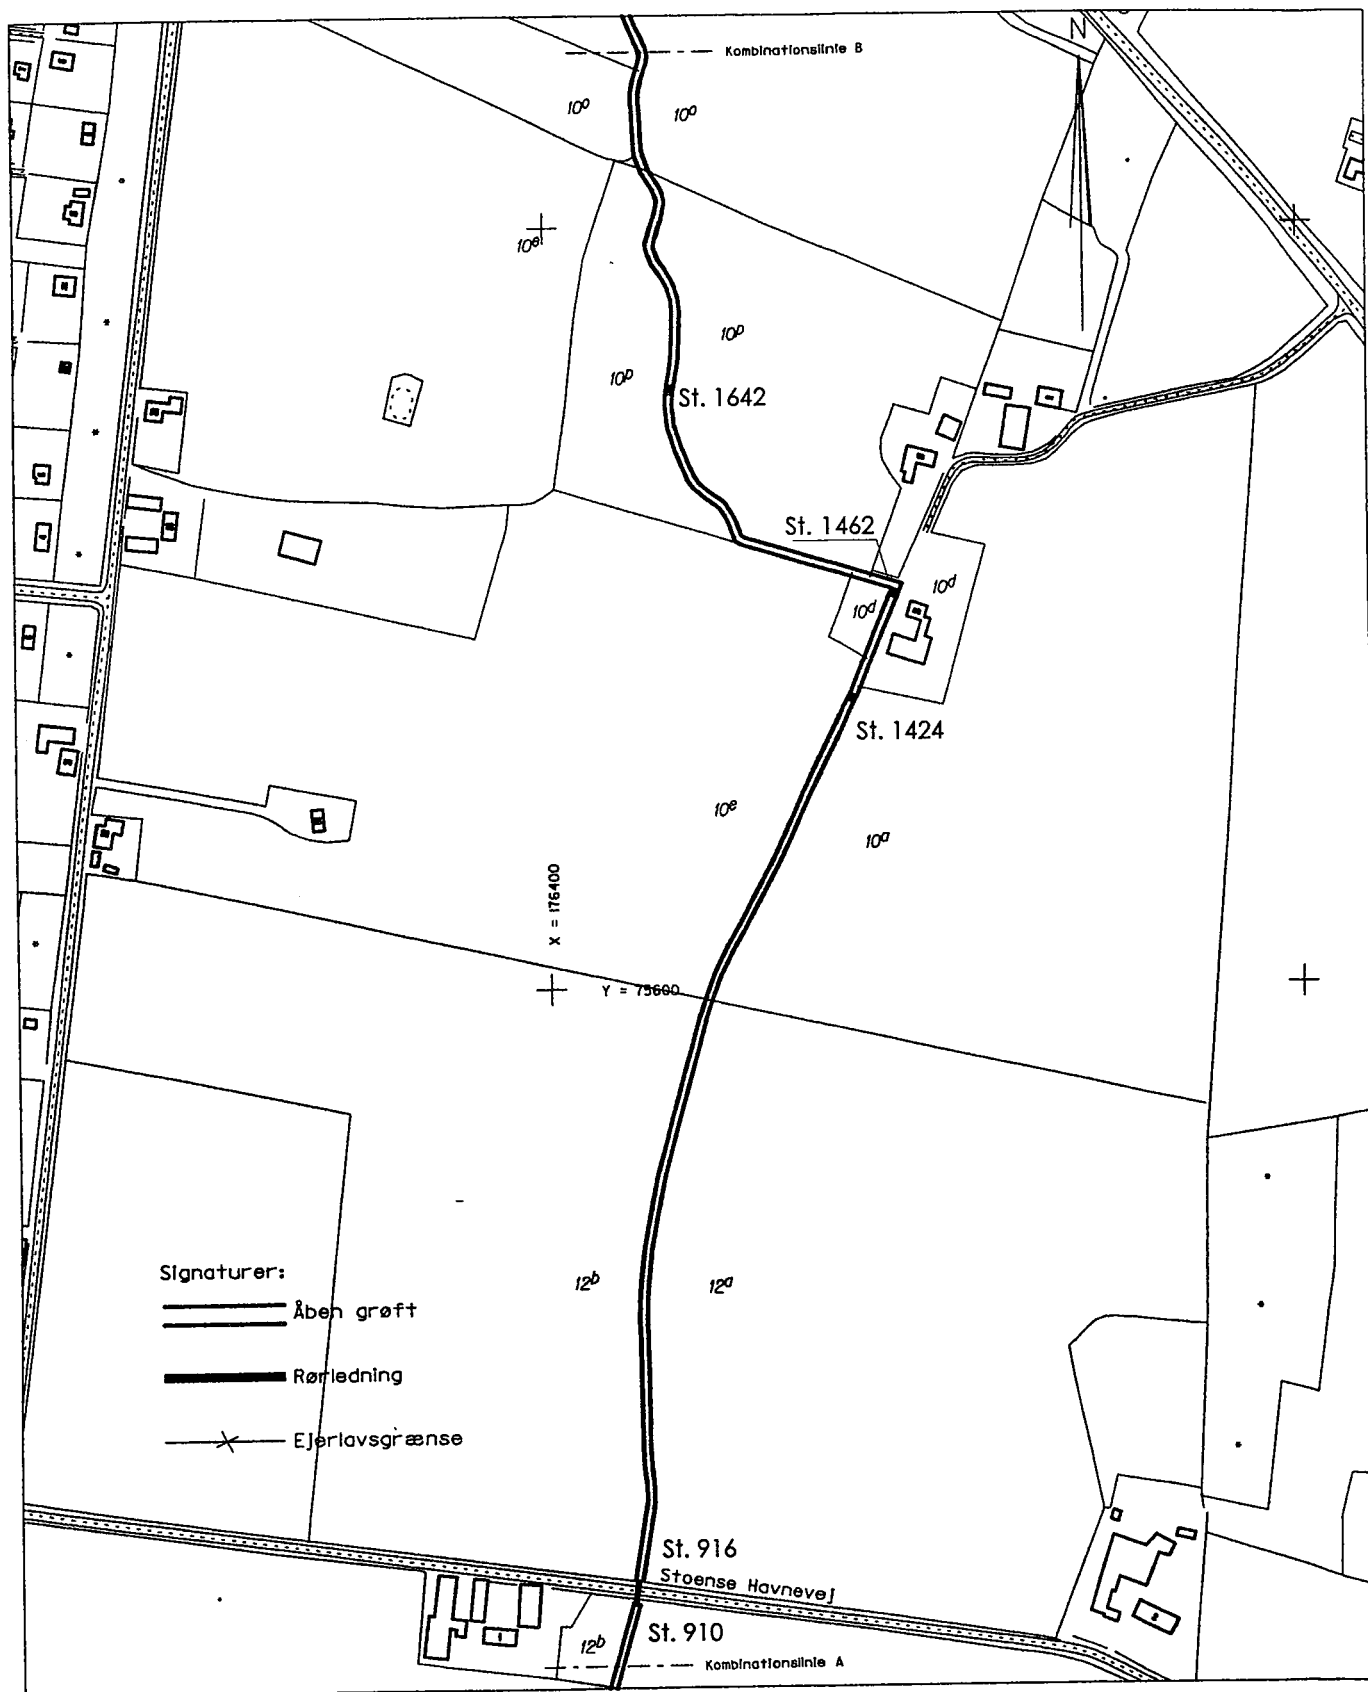 N
Kombinationslinie B
10o
10o
10e
10p
10p
St. 1642
St. 1462
10d
10d
St. 1424
10e
10a
X = 176400
Y = 75600
Signaturer:
12b
12a
Åben grøft
Rørledning
Ejerlavsgrænse
St. 916
Stoense Havnevej
St. 910
12b
Kombinationslinie A